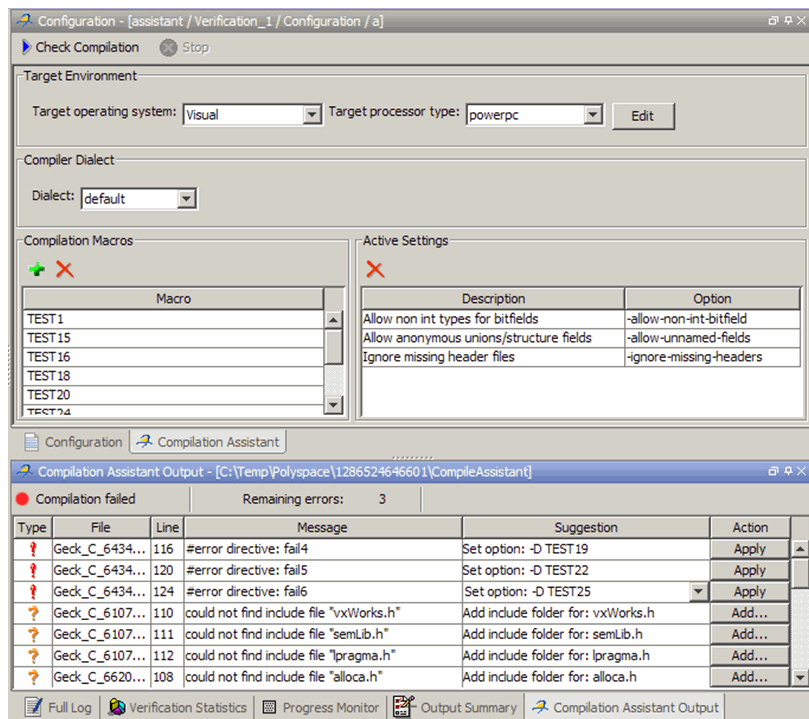 Configuration - [assistant / Verification_1 / Configuration / a]
Check Compilation Stop
Target Environment
Target operating system: Visual Target processor type: powerpc Edit
Compiler Dialect
Dialect: default
Compilation Macros Active Settings
Macro Description Option
TEST1 Allow non int types for bitfields -allow-non-int-bitfield
TEST15 Allow anonymous unions/structure fields -allow-unnamed-fields
TEST16 Ignore missing header files -ignore-missing-headers
TEST18
TEST20
TEST24
Configuration Compilation Assistant
Compilation Assistant Output - [C:\Temp\Polyspace\1286524646601\CompileAssistant]
Compilation failed Remaining errors: 3
Type File Line Message Suggestion Action
Geck_C_6434... 116 #error directive: fail4 Set option: -D TEST19 Apply
Geck_C_6434... 120 #error directive: fail5 Set option: -D TEST22 Apply
Geck_C_6434... 124 #error directive: fail6 Set option: -D TEST25 Apply
Geck_C_6107... 110 could not find include file "vxWorks.h" Add include folder for: vxWorks.h Add...
Geck_C_6107... 111 could not find include file "semLib.h" Add include folder for: semLib.h Add...
Geck_C_6107... 112 could not find include file "lpragma.h" Add include folder for: lpragma.h Add...
Geck_C_6620... 108 could not find include file "alloca.h" Add include folder for: alloca.h Add...
Full Log Verification Statistics Progress Monitor Output Summary Compilation Assistant Output